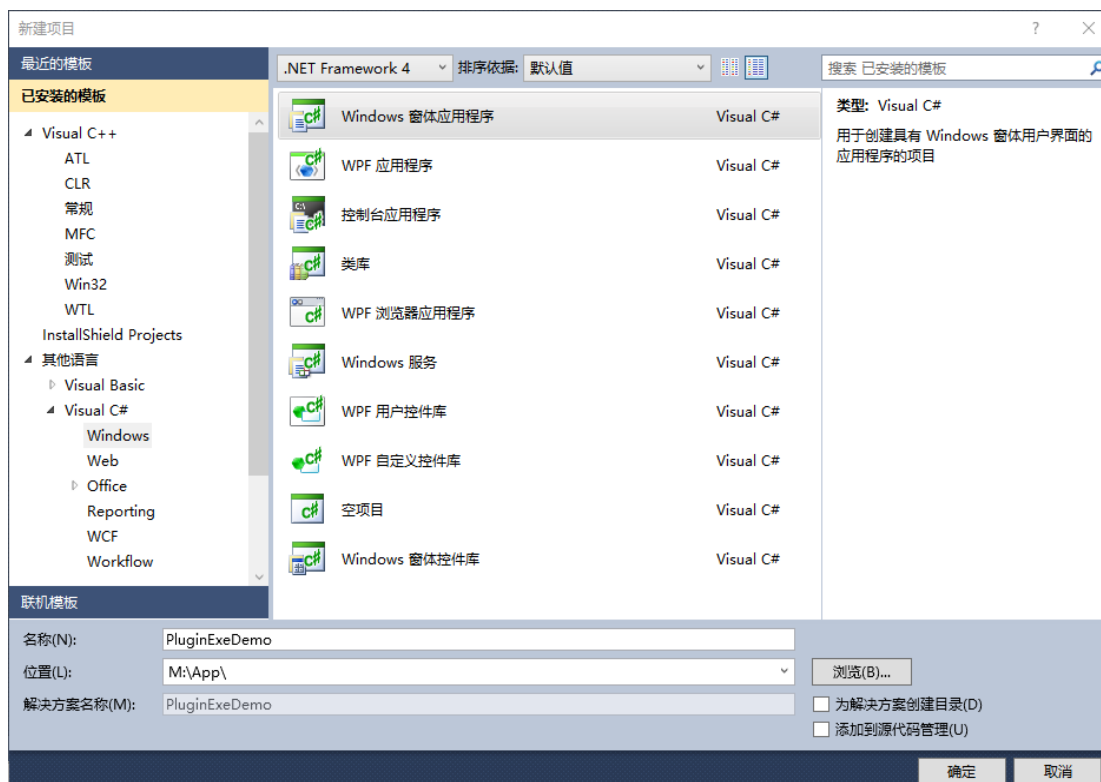 新建项目
?
最近的模板
已安装的模板
Visual C++
ATL
CLR
常规
MFC
测试
Win32
WTL
InstallShield Projects
其他语言
Visual Basic
Visual C#
Windows
Web
Office
Reporting
WCF
Workflow
联机模板
.NET Framework 4 排序依据: 默认值
Windows 窗体应用程序 Visual C#
WPF 应用程序 Visual C#
控制台应用程序 Visual C#
类库 Visual C#
WPF 浏览器应用程序 Visual C#
Windows 服务 Visual C#
WPF 用户控件库 Visual C#
WPF 自定义控件库 Visual C#
空项目 Visual C#
Windows 窗体控件库 Visual C#
搜索 已安装的模板
类型: Visual C#
用于创建具有 Windows 窗体用户界面的
应用程序的项目
名称(N): PluginExeDemo
位置(L): M:\App\ 浏览(B)...
解决方案名称(M): PluginExeDemo
为解决方案创建目录(D)
添加到源代码管理(U)
确定 取消